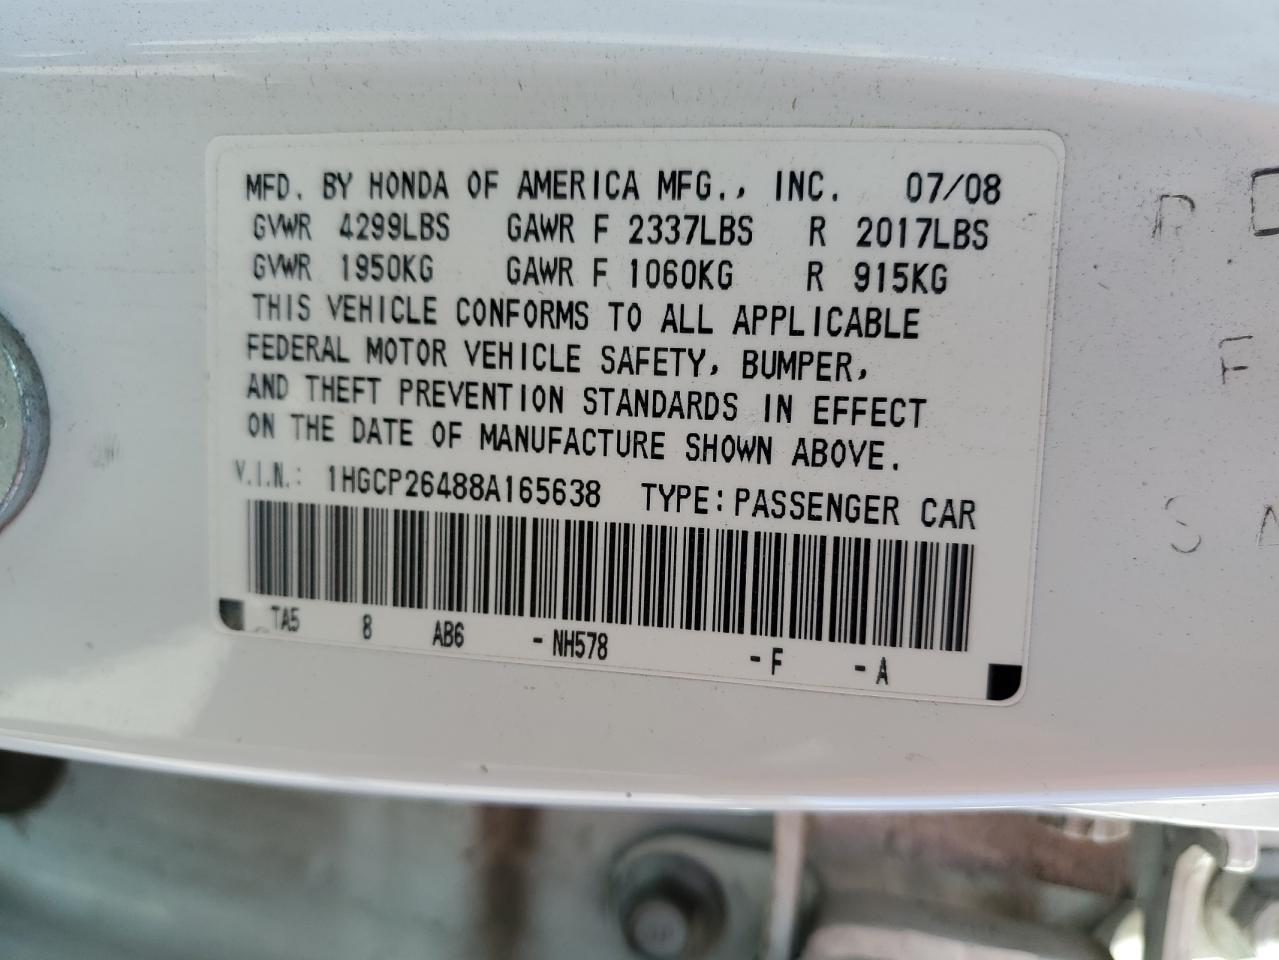 MFD. BY HONDA OF AMERICA MFG., INC. 07/08
GVWR 4299LBS GAWR F 2337LBS R 2017LBS
GVWR 1950KG GAWR F 1060KG R 915KG
THIS VEHICLE CONFORMS TO ALL APPLICABLE
FEDERAL MOTOR VEHICLE SAFETY, BUMPER,
AND THEFT PREVENTION STANDARDS IN EFFECT
ON THE DATE OF MANUFACTURE SHOWN ABOVE.
V.I.N.: 1HGCP26488A165638 TYPE:PASSENGER CAR
TA5 8 AB6 -NH578 -F -A
R
F
S